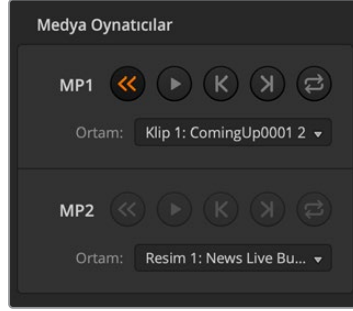 Medya Oynatıcılar
MP1
Ortam: Klip 1: ComingUp0001 2
MP2
Ortam: Resim 1: News Live Bu...